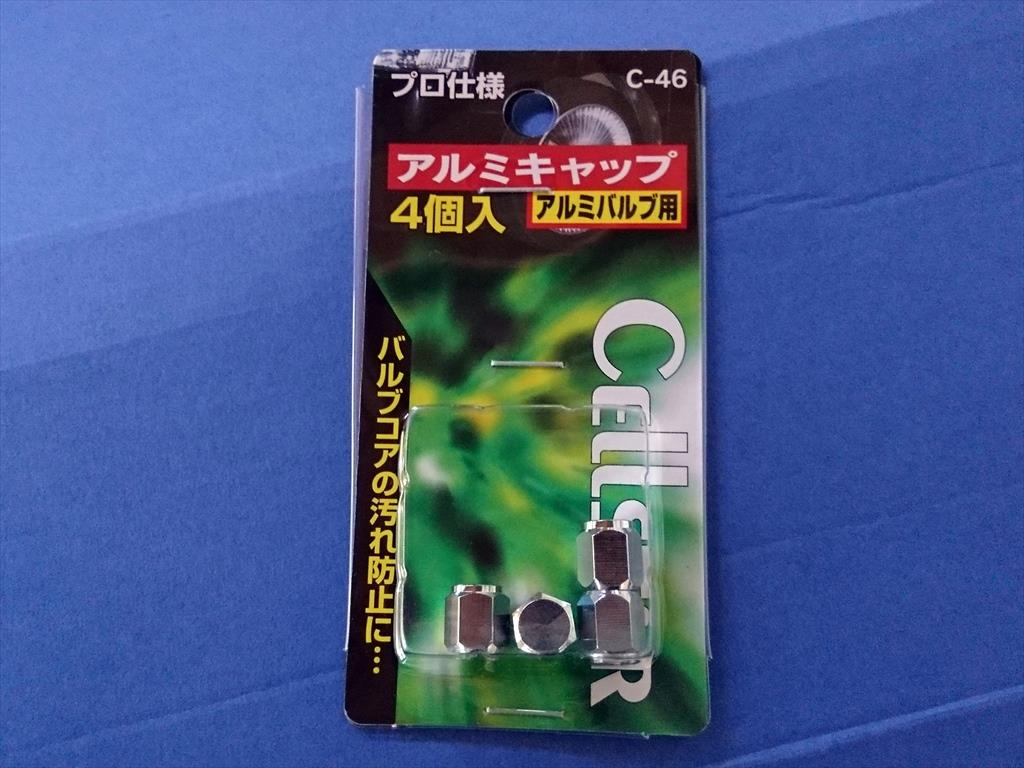 プロ仕様
C-46
アルミキャップ
4個入
アルミバルブ用
バルブコアの汚れ防止に…
CELLSTAR